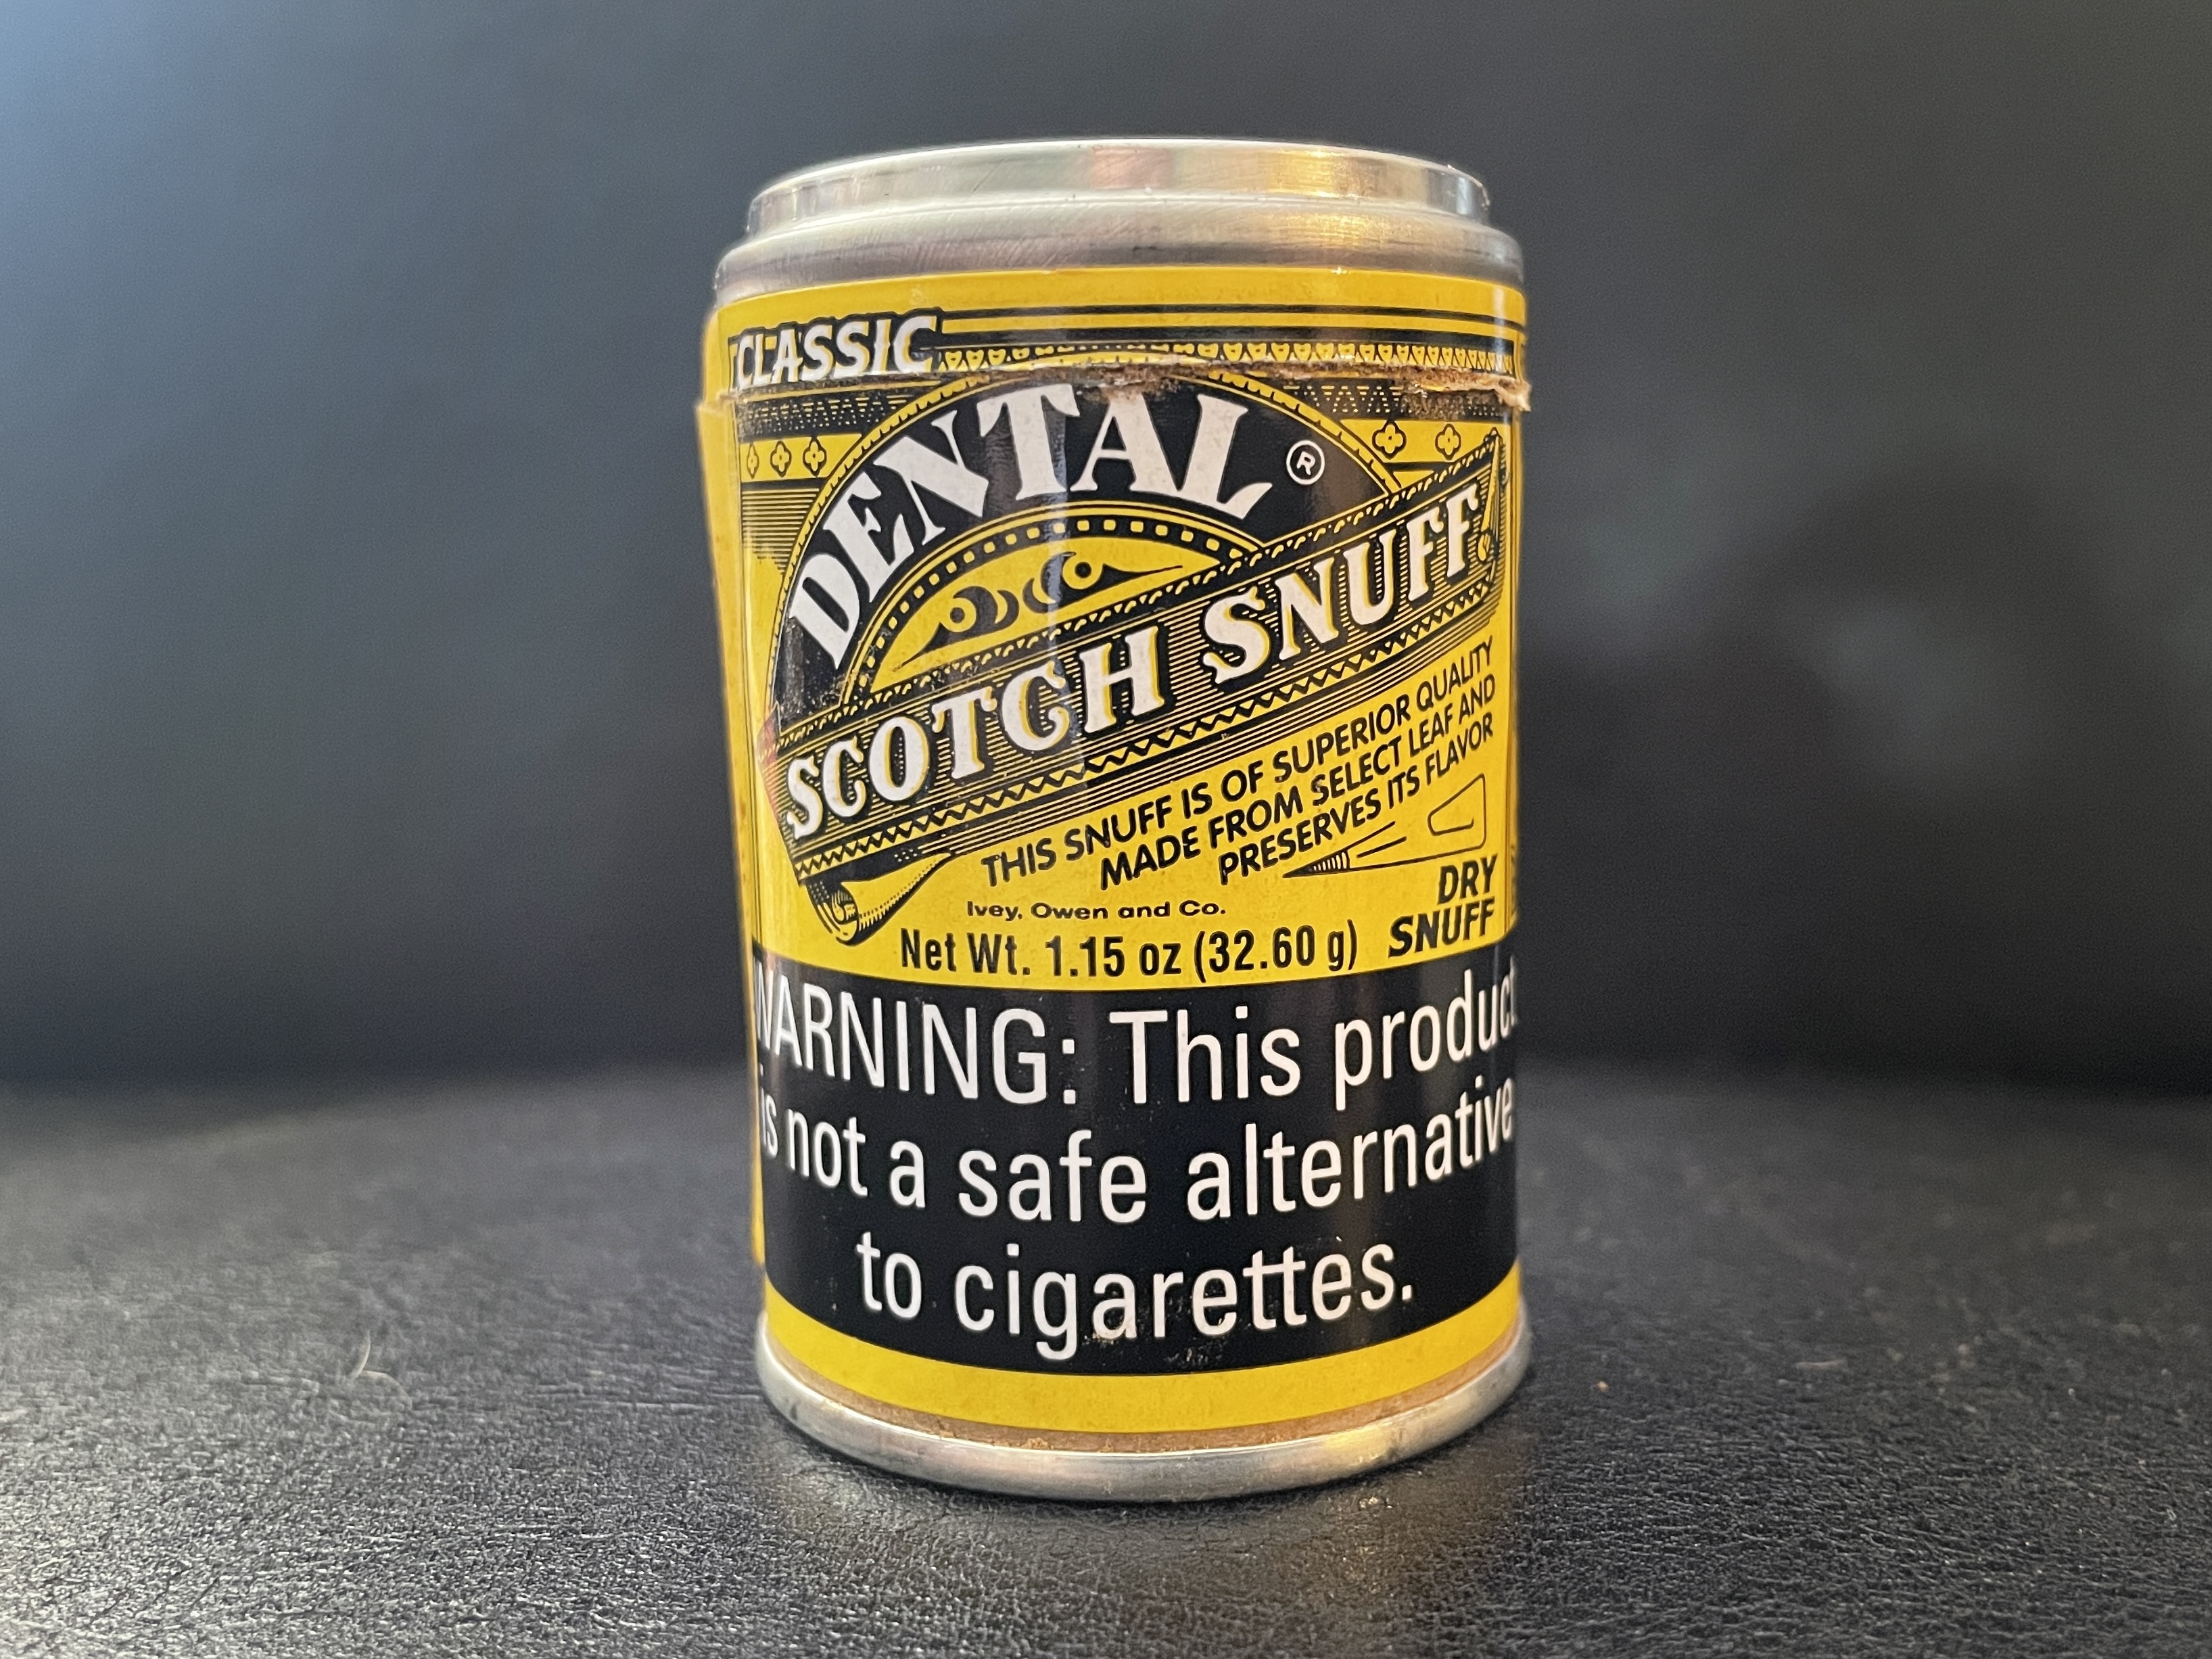 CLASSIC
DENTAL ®
SCOTCH SNUFF
THIS SNUFF IS OF SUPERIOR QUALITY
MADE FROM SELECT LEAF AND
PRESERVES ITS FLAVOR
Ivey, Owen and Co.
DRY
SNUFF
Net Wt. 1.15 oz (32.60 g)
WARNING: This product
is not a safe alternative
to cigarettes.